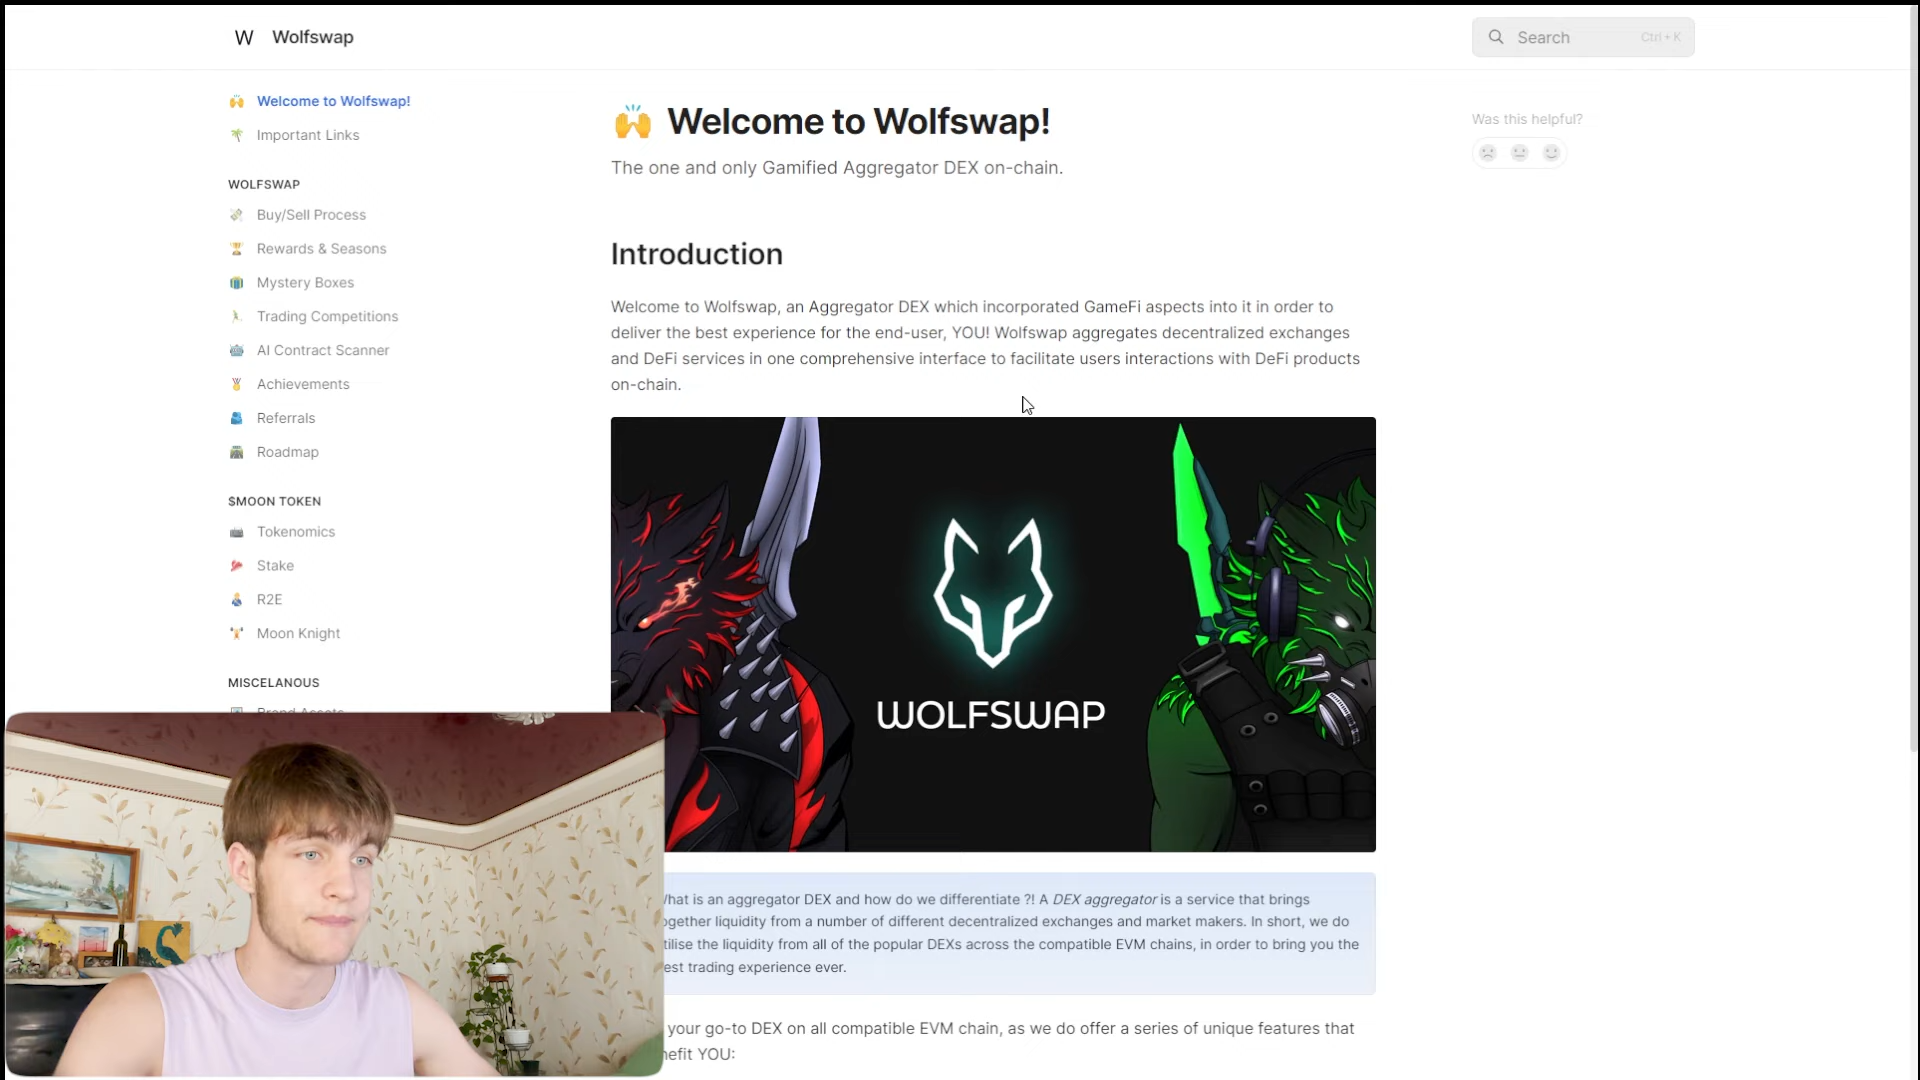 W Wolfswap
Search Ctrl + K
Welcome to Wolfswap!
Important Links
WOLFSWAP
Buy/Sell Process
Rewards & Seasons
Mystery Boxes
Trading Competitions
AI Contract Scanner
Achievements
Referrals
Roadmap
$MOON TOKEN
Tokenomics
Stake
R2E
Moon Knight
MISCELANOUS
Brand Assets
Welcome to Wolfswap!
The one and only Gamified Aggregator DEX on-chain.
Introduction
Welcome to Wolfswap, an Aggregator DEX which incorporated GameFi aspects into it in order to
deliver the best experience for the end-user, YOU! Wolfswap aggregates decentralized exchanges
and DeFi services in one comprehensive interface to facilitate users interactions with DeFi products
on-chain.
WOLFSWAP
hat is an aggregator DEX and how do we differentiate ?! A DEX aggregator is a service that brings
ogether liquidity from a number of different decentralized exchanges and market makers. In short, we do
tilise the liquidity from all of the popular DEXs across the compatible EVM chains, in order to bring you the
est trading experience ever.
your go-to DEX on all compatible EVM chain, as we do offer a series of unique features that
nefit YOU:
Was this helpful?